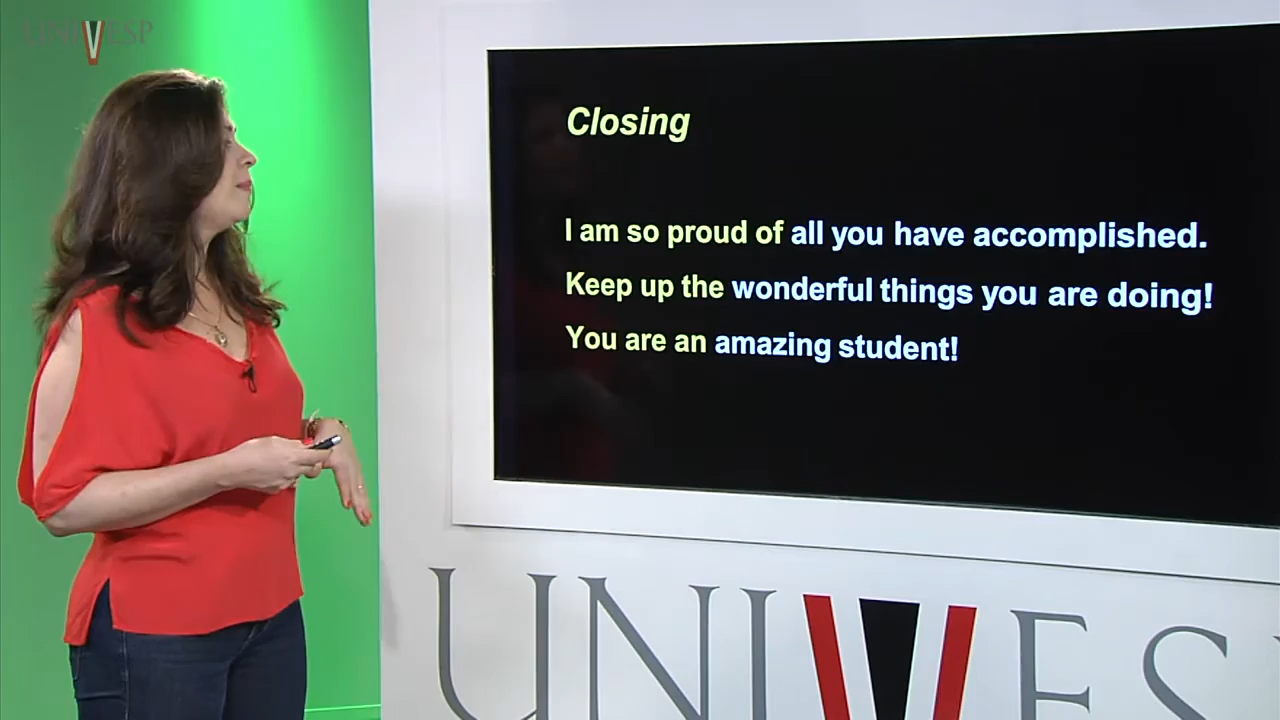 UNIVESP
Closing
I am so proud of all you have accomplished.
Keep up the wonderful things you are doing!
You are an amazing student!
UNIVESP